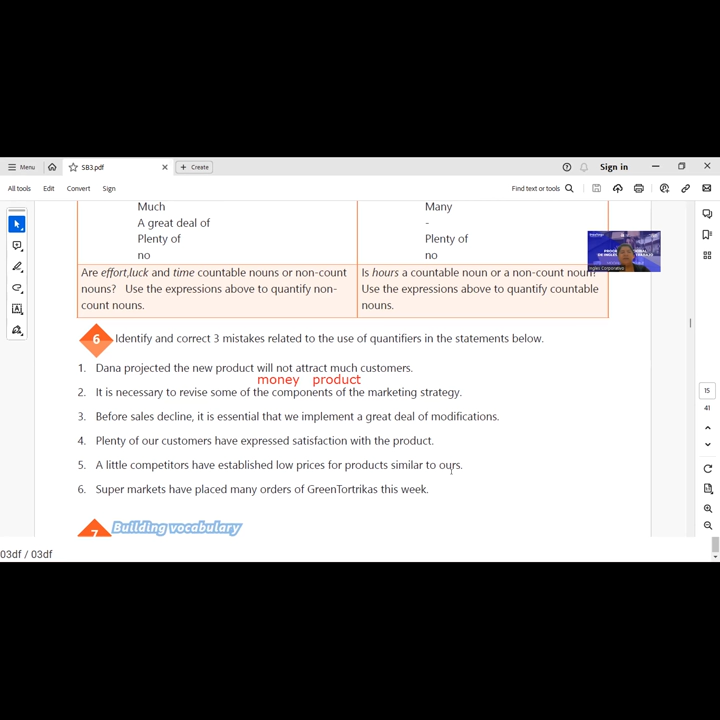 Menu
SB3.pdf
Create
Sign in
All tools Edit Convert Sign
Find text or tools
Much Many
A great deal of -
Plenty of Plenty of
no no
Are effort,luck and time countable nouns or non-count
nouns? Use the expressions above to quantify non-
count nouns.
Is hours a countable noun or a non-count noun?
Use the expressions above to quantify countable
nouns.
Ingles Corporativo
6 Identify and correct 3 mistakes related to the use of quantifiers in the statements below.
1. Dana projected the new product will not attract much customers.
money product
2. It is necessary to revise some of the components of the marketing strategy.
3. Before sales decline, it is essential that we implement a great deal of modifications.
4. Plenty of our customers have expressed satisfaction with the product.
5. A little competitors have established low prices for products similar to ours.
6. Super markets have placed many orders of GreenTortrikas this week.
7 Building vocabulary
15
41
03df / 03df